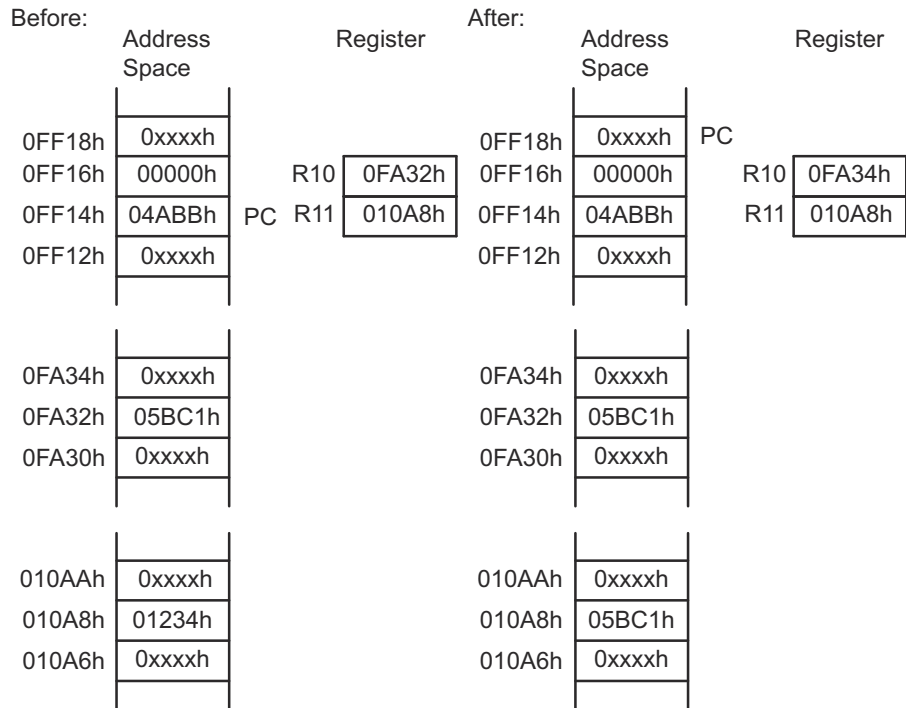 Before: After:
Address Register Address Register
Space Space
0FF18h 0xxxxh 0FF18h 0xxxxh PC
0FF16h 00000h R10 0FA32h 0FF16h 00000h R10 0FA34h
0FF14h 04ABBh PC R11 010A8h 0FF14h 04ABBh R11 010A8h
0FF12h 0xxxxh 0FF12h 0xxxxh
0FA34h 0xxxxh 0FA34h 0xxxxh
0FA32h 05BC1h 0FA32h 05BC1h
0FA30h 0xxxxh 0FA30h 0xxxxh
010AAh 0xxxxh 010AAh 0xxxxh
010A8h 01234h 010A8h 05BC1h
010A6h 0xxxxh 010A6h 0xxxxh